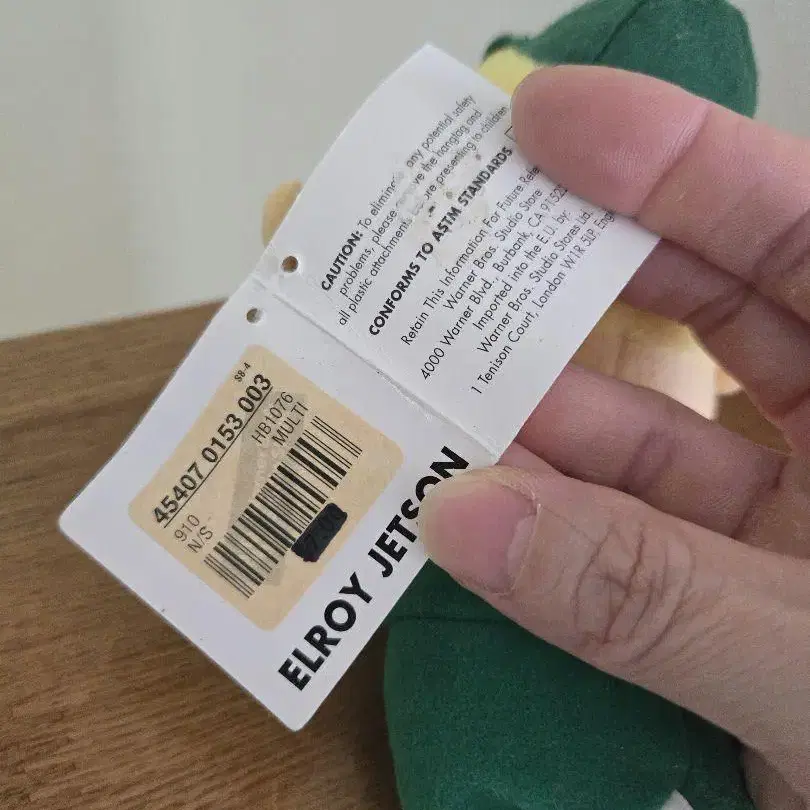 CAUTION: To eliminate any potential safety
problems, please remove the hangtag and
all plastic attachments before presenting to children.
CONFORMS TO ASTM STANDARDS
Retain This Information For Future
Warner Bros. Studio Store
4000 Warner Blvd., Burbank, CA
Imported into the E.U. by:
Warner Bros. Studio Stores Ltd.
1 Tenison Court, London W1R 5LP
S8-4
45407 0153 003
HB1076
910 MULTI
N/S
ELROY JETSON